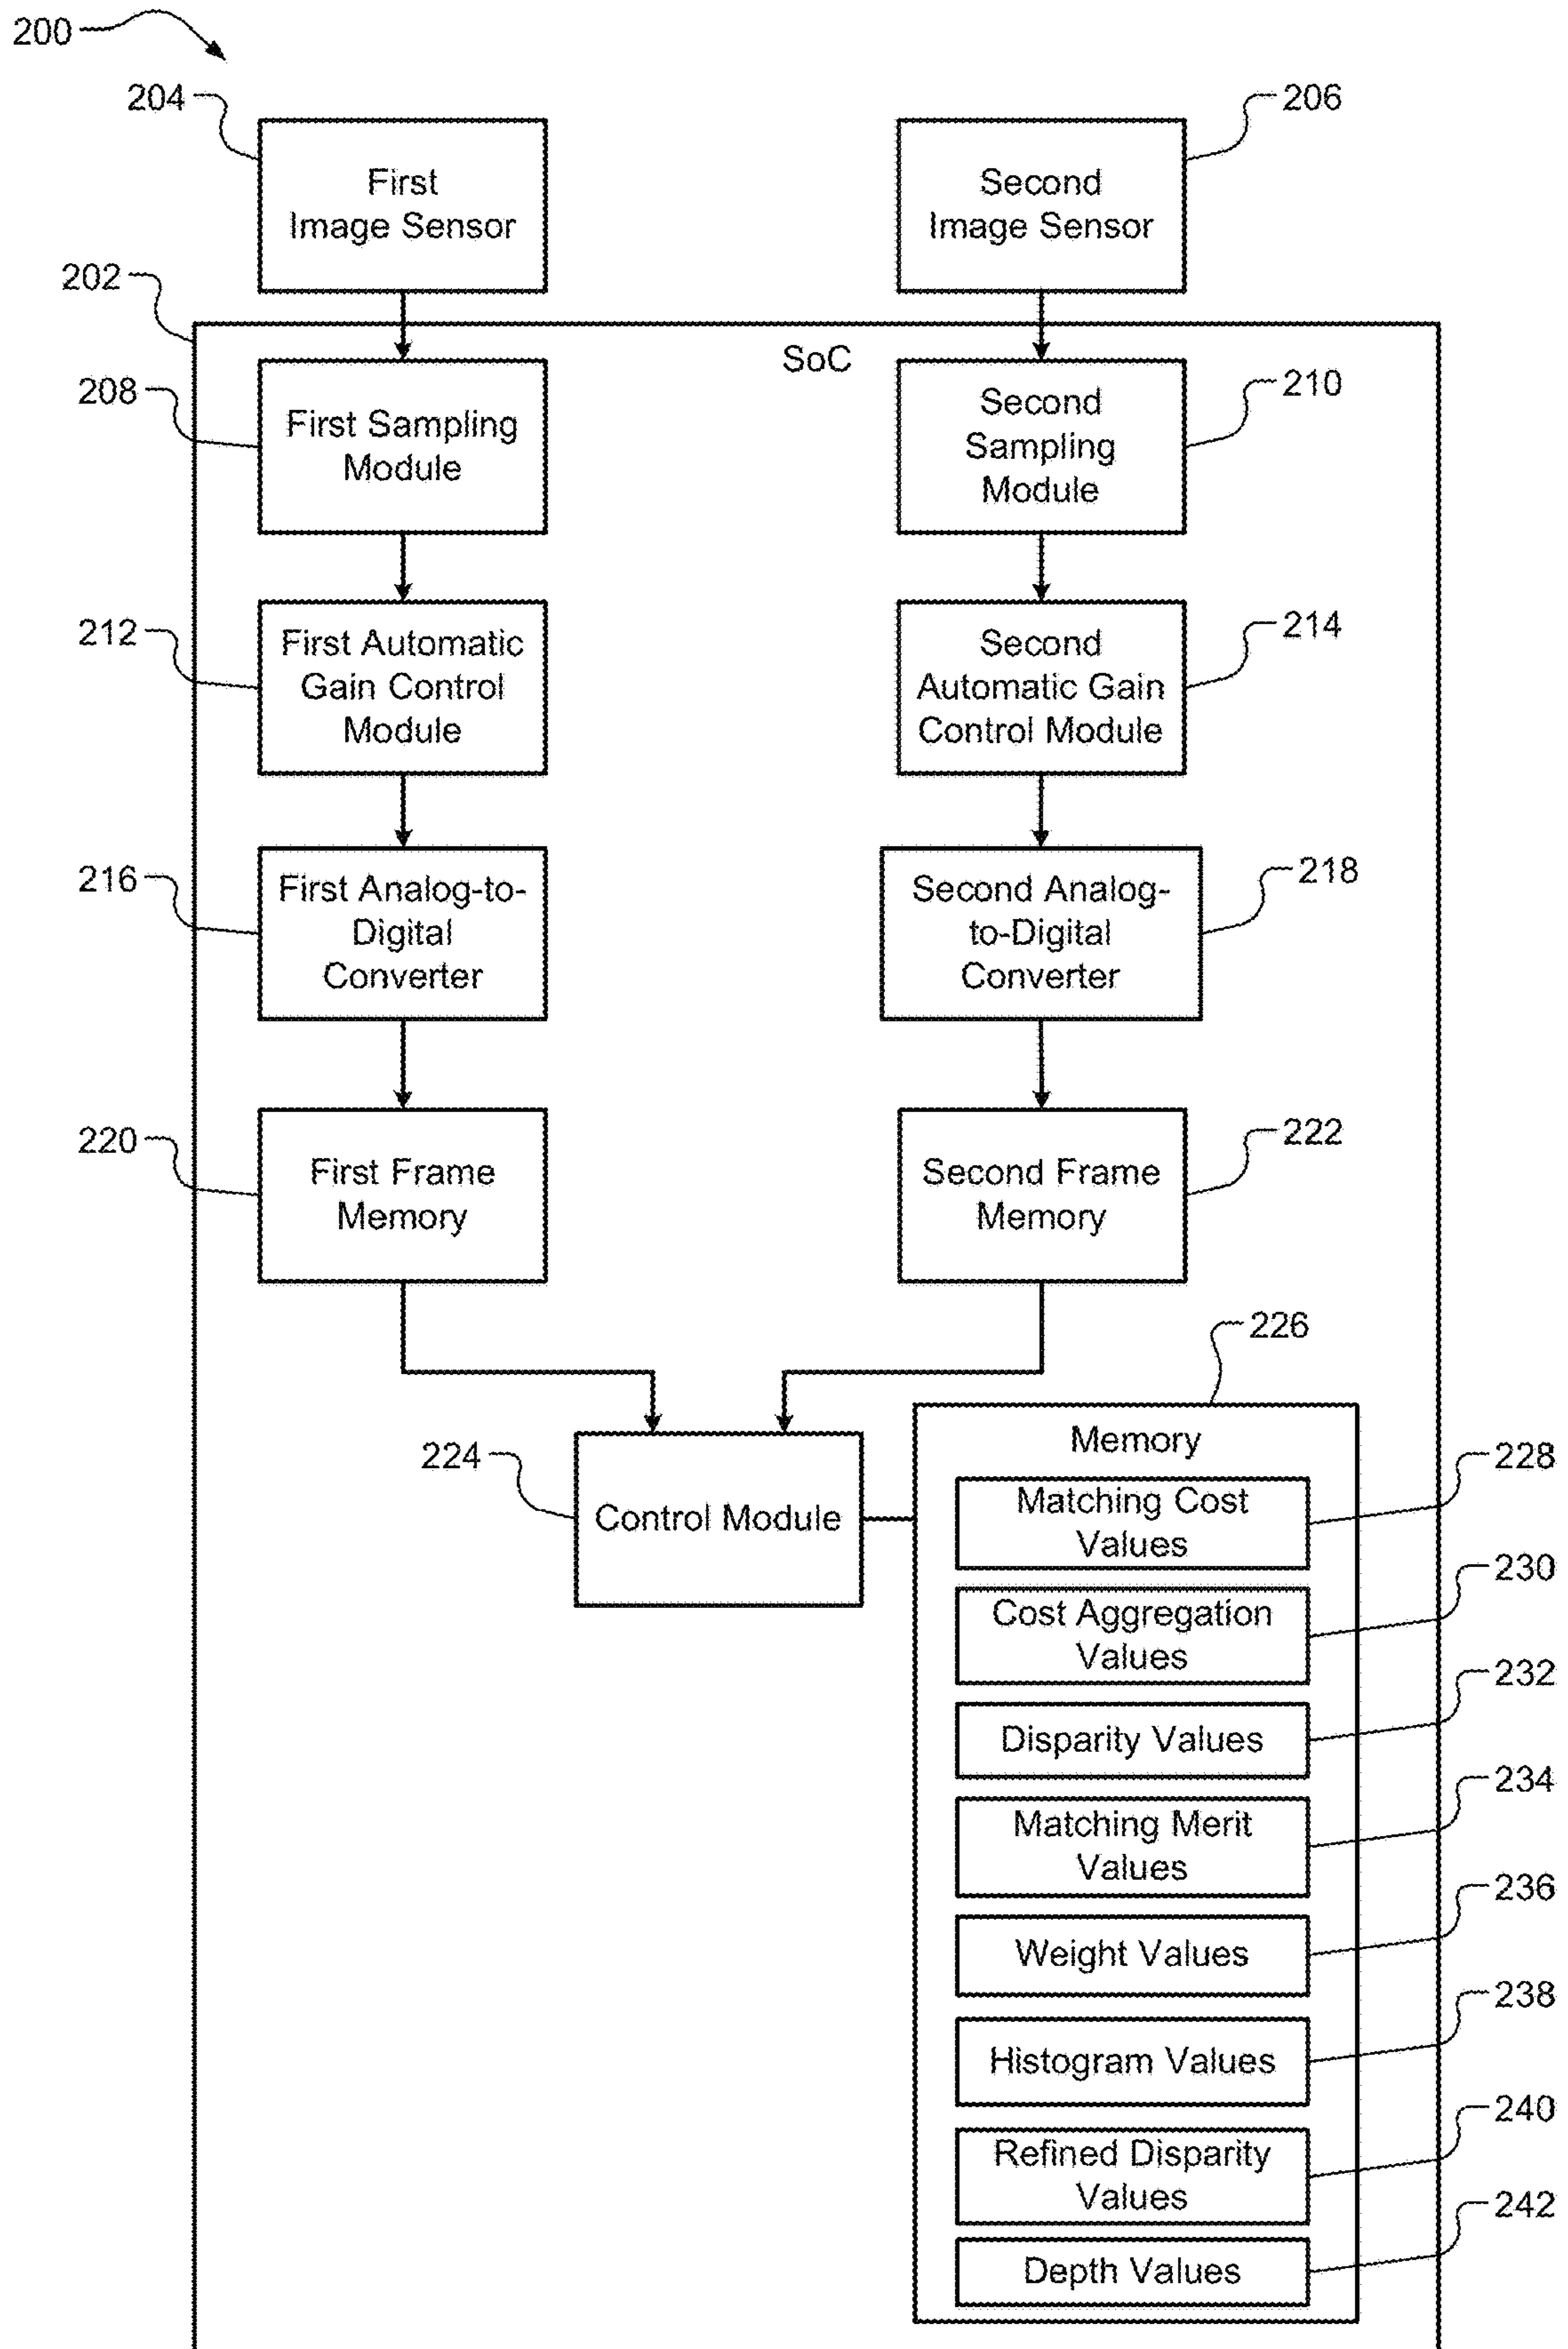 200
204
206
First
Image Sensor
Second
Image Sensor
202
SoC
208
First Sampling
Module
210
Second
Sampling
Module
212
First Automatic
Gain Control
Module
214
Second
Automatic Gain
Control Module
216
First Analog-to-
Digital
Converter
218
Second Analog-
to-Digital
Converter
220
First Frame
Memory
222
Second Frame
Memory
226
224
Control Module
Memory
228
Matching Cost
Values
230
Cost Aggregation
Values
232
Disparity Values
234
Matching Merit
Values
236
Weight Values
238
Histogram Values
240
Refined Disparity
Values
242
Depth Values